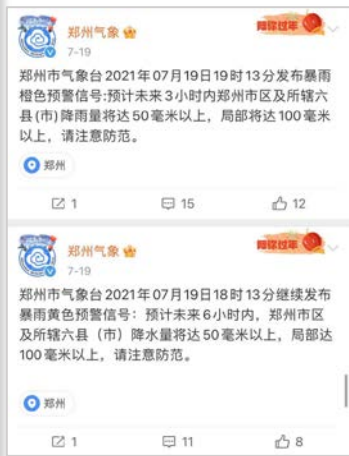 郑州气象
7-19
郑州市气象台2021年07月19日19时13分发布暴雨
橙色预警信号:预计未来3小时内郑州市区及所辖六
县(市)降雨量将达50毫米以上，局部将达100毫米
以上，请注意防范。
郑州
1 15 12
郑州气象
7-19
郑州市气象台2021年07月19日18时13分继续发布
暴雨黄色预警信号：预计未来6小时内，郑州市区
及所辖六县（市）降水量将达50毫米以上，局部达
100毫米以上，请注意防范。
郑州
1 11 8